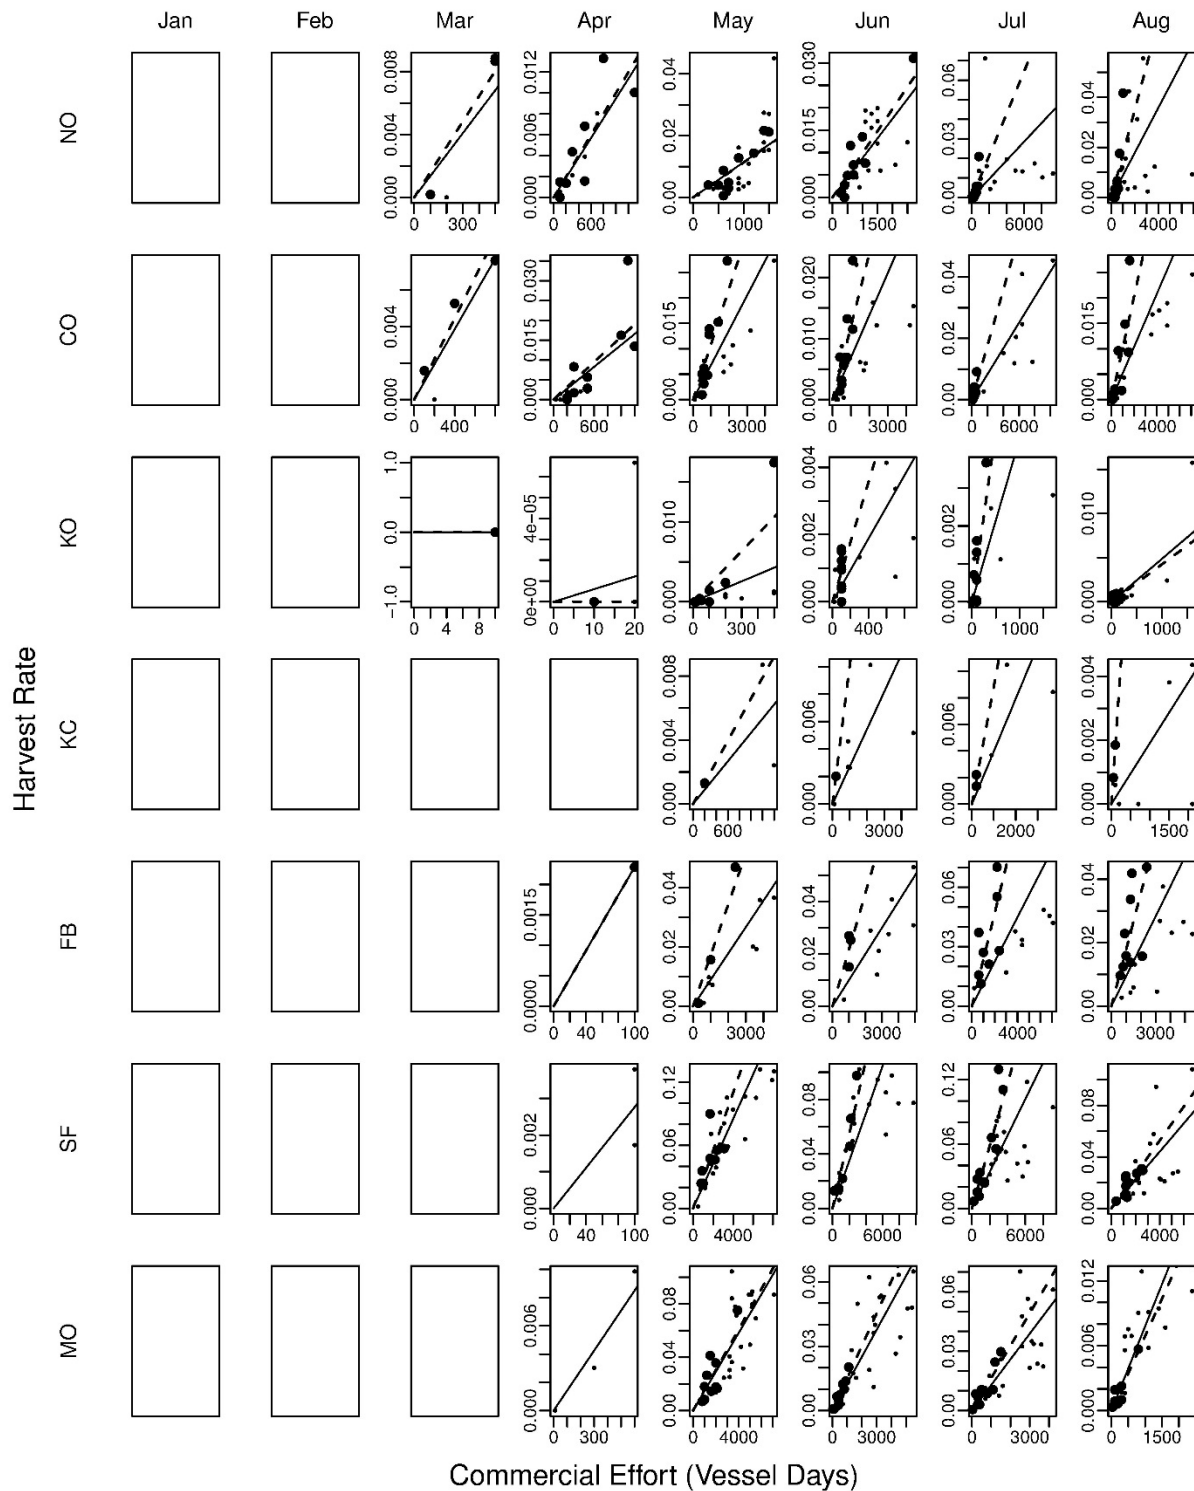 Jan Feb Mar Apr May Jun Jul Aug
Harvest Rate
NO
0.000 0.004 0.008
0.000 0.006 0.012
0.00 0.02 0.04
0.000 0.015 0.030
0.00 0.03 0.06
0.00 0.02 0.04
0 300
0 600
0 1000
0 1500
0 6000
0 4000
CO
0.000 0.004
0.000 0.015 0.030
0.000 0.015
0.000 0.010 0.020
0.00 0.02 0.04
0.000 0.015
0 400
0 600
0 3000
0 3000
0 6000
0 4000
KO
-1.0 0.0 1.0
0e+00 4e-05
0.000 0.010
0.000 0.002 0.004
0.000 0.002
0.000 0.010
0 4 8
0 10 20
0 300
0 400
0 1000
0 1000
KC
0.000 0.004 0.008
0.000 0.006
0.000 0.006
0.000 0.002 0.004
0 600
0 3000
0 2000
0 1500
FB
0.0000 0.0015
0.00 0.02 0.04
0.00 0.02 0.04
0.00 0.03 0.06
0.00 0.02 0.04
0 40 100
0 3000
0 3000
0 4000
0 3000
SF
0.000 0.002
0.00 0.06 0.12
0.00 0.04 0.08
0.00 0.06 0.12
0.00 0.04 0.08
0 40 100
0 4000
0 6000
0 6000
0 4000
MO
0.000 0.006
0.00 0.04 0.08
0.00 0.03 0.06
0.00 0.03 0.06
0.000 0.006 0.012
0 300
0 4000
0 3000
0 3000
0 1500
Commercial Effort (Vessel Days)